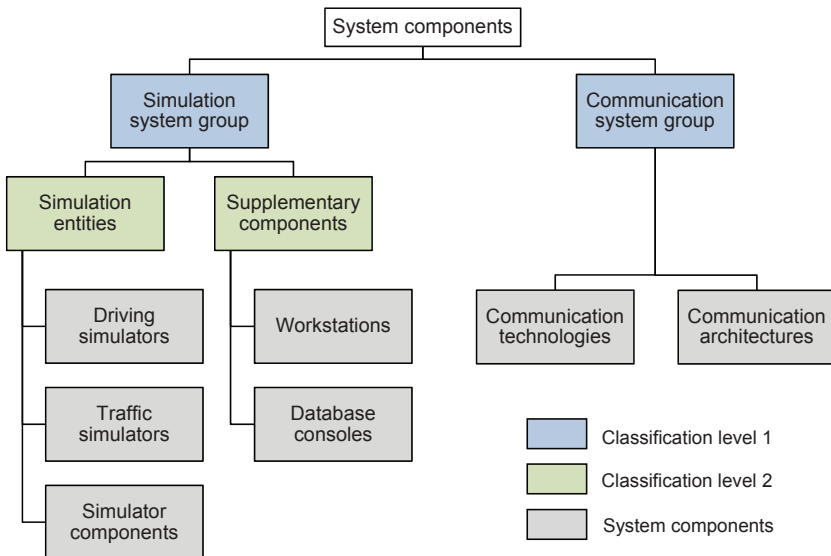 System components
Simulation
system group
Communication
system group
Simulation
entities
Supplementary
components
Driving
simulators
Workstations
Communication
technologies
Communication
architectures
Traffic
simulators
Database
consoles
Simulator
components
Classification level 1
Classification level 2
System components